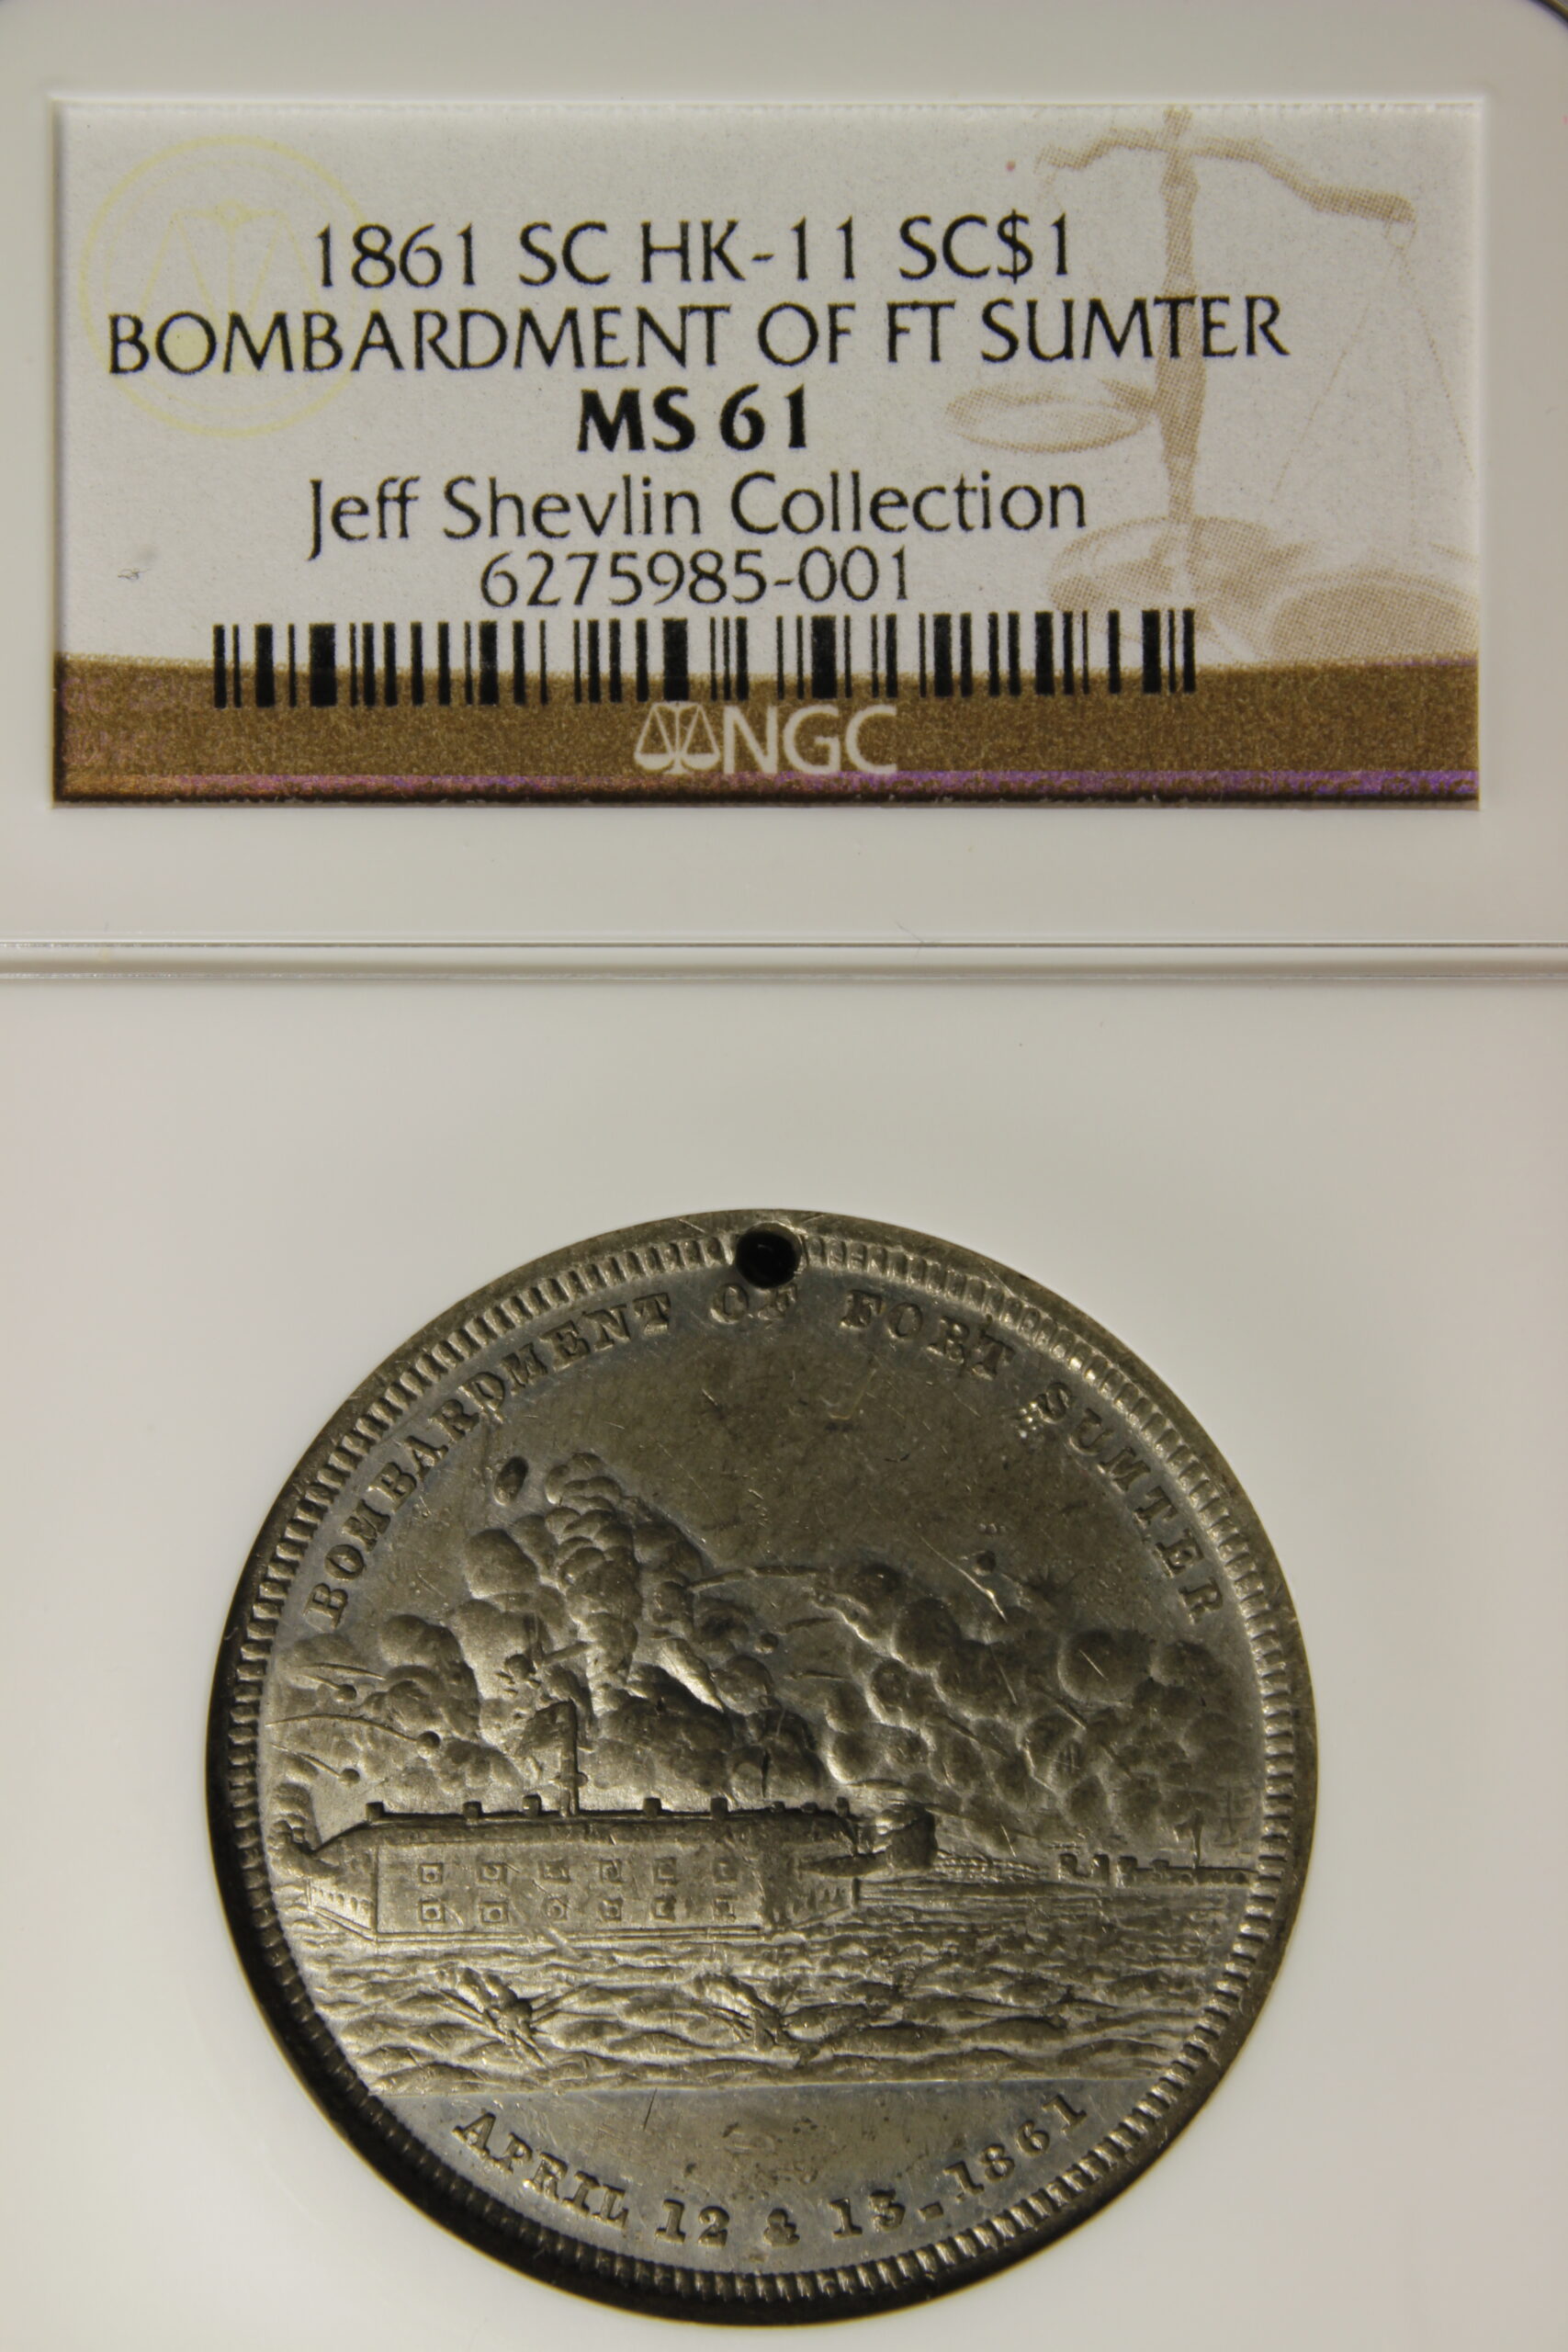 1861 SC HK-11 SC$1
BOMBARDMENT OF FT SUMTER
MS 61
Jeff Shevlin Collection
6275985-001
NGC
BOMBARDMENT OF FORT SUMTER
APRIL 12 & 13-1861